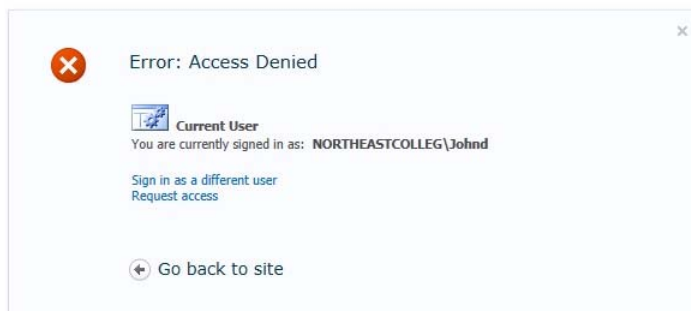 Error: Access Denied
Current User
You are currently signed in as: NORTHEASTCOLLEG\Johnd
Sign in as a different user
Request access
Go back to site